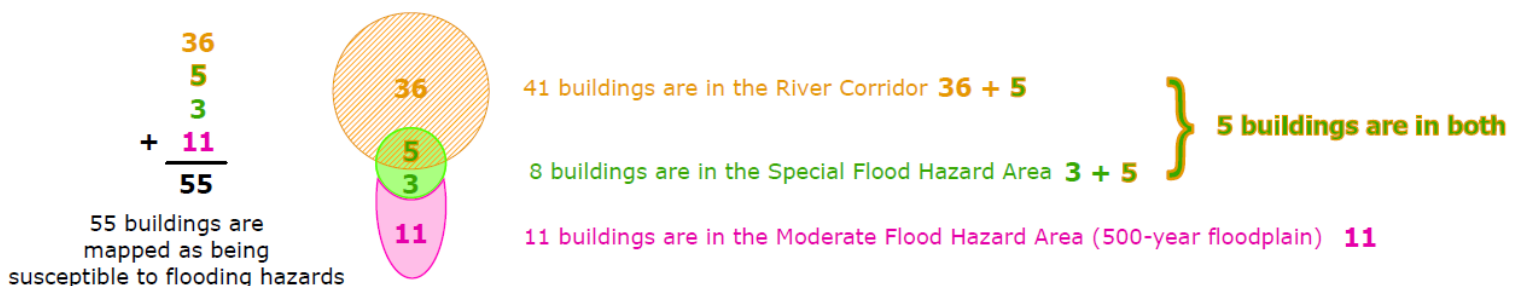 36
5
3
+ 11
55
55 buildings are
mapped as being
susceptible to flooding hazards
36
5
3
11
41 buildings are in the River Corridor 36 + 5
8 buildings are in the Special Flood Hazard Area 3 + 5
} 5 buildings are in both
11 buildings are in the Moderate Flood Hazard Area (500-year floodplain) 11